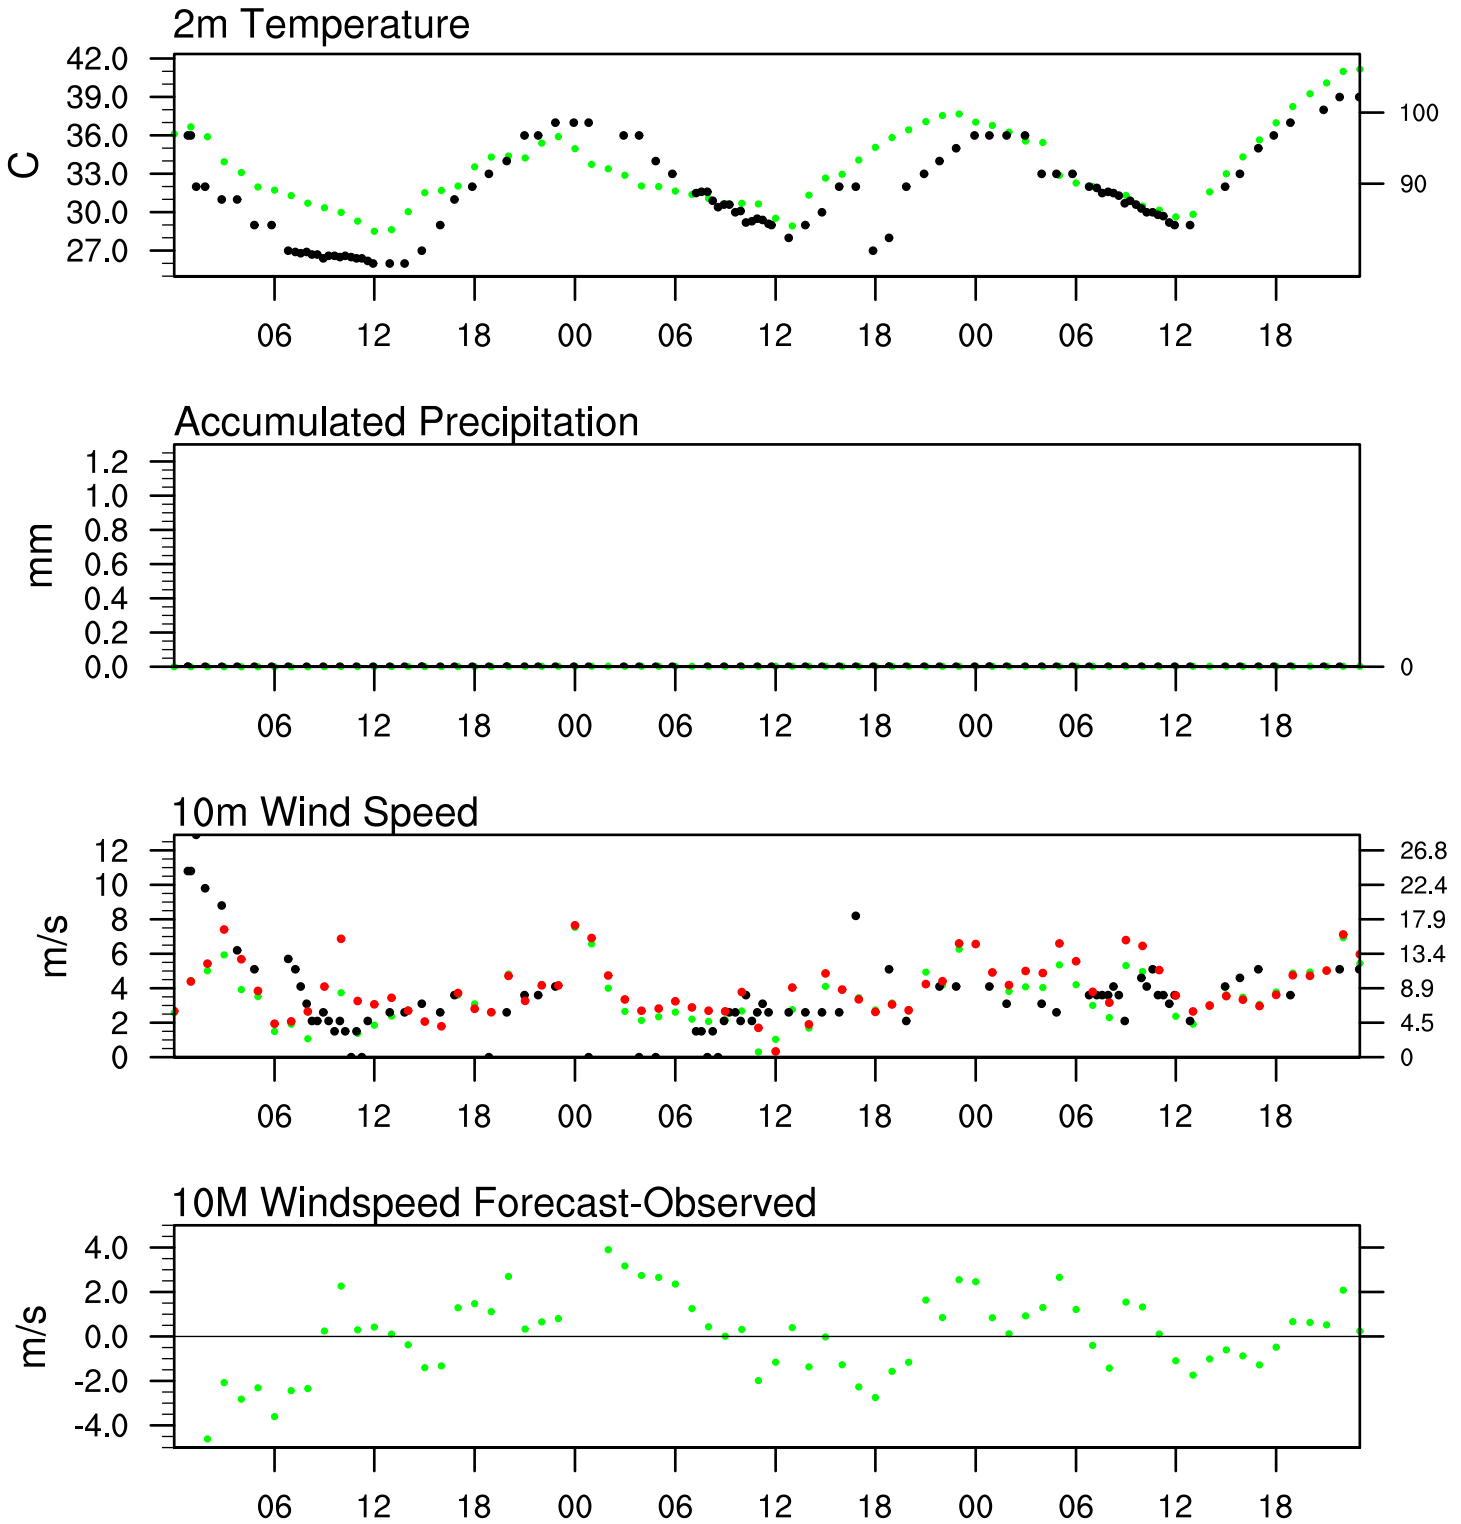 2m Temperature
42.0
39.0
100
36.0
C
33.0
90
30.0
27.0
06 12 18 00 06 12 18 00 06 12 18
Accumulated Precipitation
1.2
1.0
0.8
mm
0.6
0.4
0.2
0.0 0
06 12 18 00 06 12 18 00 06 12 18
10m Wind Speed
12 26.8
10 22.4
8 17.9
m/s
6 13.4
4 8.9
2 4.5
0 0
06 12 18 00 06 12 18 00 06 12 18
10M Windspeed Forecast-Observed
4.0
2.0
m/s
0.0
-2.0
-4.0
06 12 18 00 06 12 18 00 06 12 18